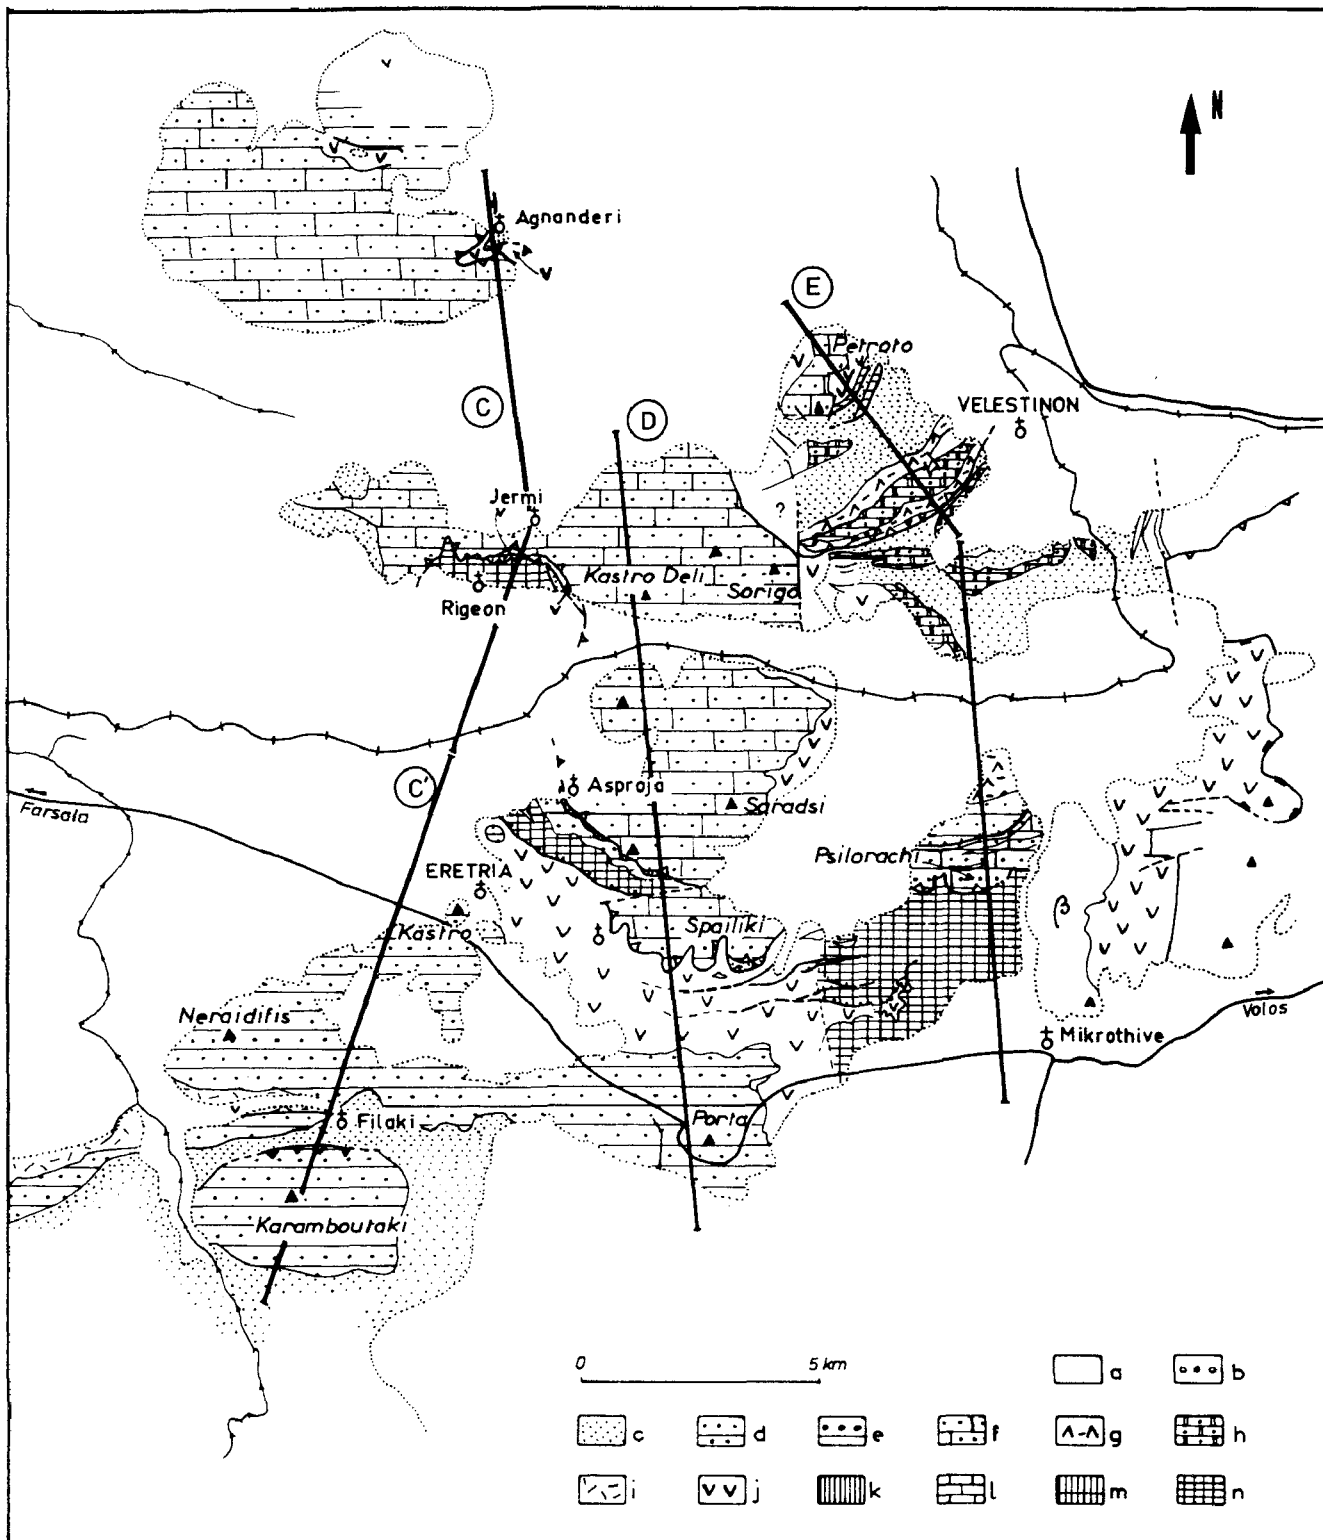 N
Agnanderi
E
Petroto
C
D
VELESTINON
Jermi
?
Kastro Deli
Sorigo
Rigeon
C'
Aspraja
Farsala
Saradsi
Psilorachi
ERETRIA
β
Kastro
Spailiki
Neraidifis
Volos
Mikrothive
Filaki
Porta
Karamboutaki
0 5 km
a b
c d e f g h
i j k l m n